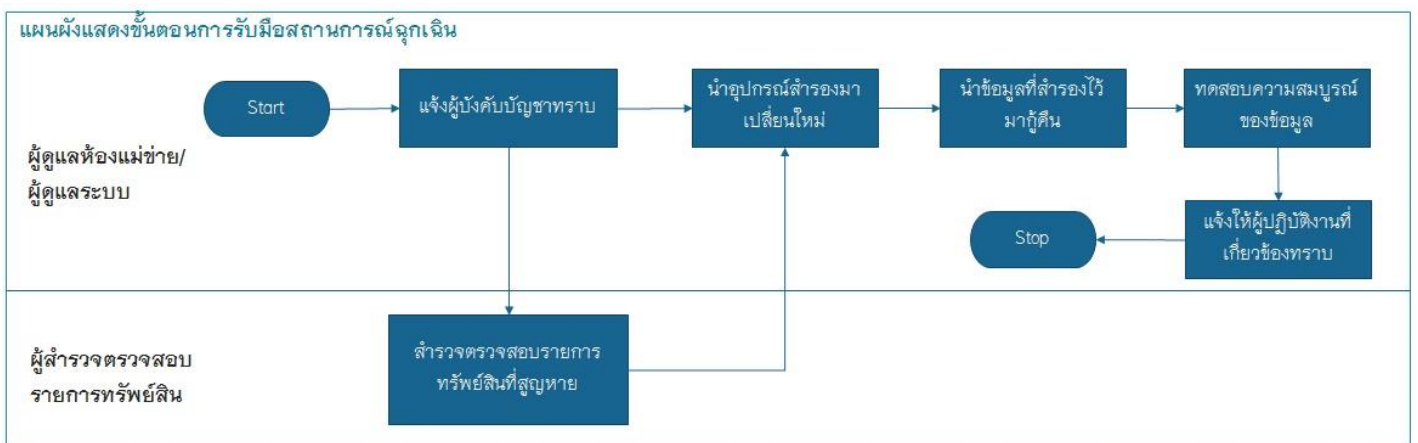 แผนผังแสดงขั้นตอนการรับมือสถานการณ์ฉุกเฉิน
ผู้ดูแลห้องแม่ข่าย/
ผู้ดูแลระบบ
Start
แจ้งผู้บังคับบัญชาทราบ
นำอุปกรณ์สำรองมา
เปลี่ยนใหม่
นำข้อมูลที่สำรองไว้
มากู้คืน
ทดสอบความสมบูรณ์
ของข้อมูล
แจ้งให้ผู้ปฏิบัติงานที่
เกี่ยวข้องทราบ
Stop
ผู้สำรวจตรวจสอบ
รายการทรัพย์สิน
สำรวจตรวจสอบรายการ
ทรัพย์สินที่สูญหาย